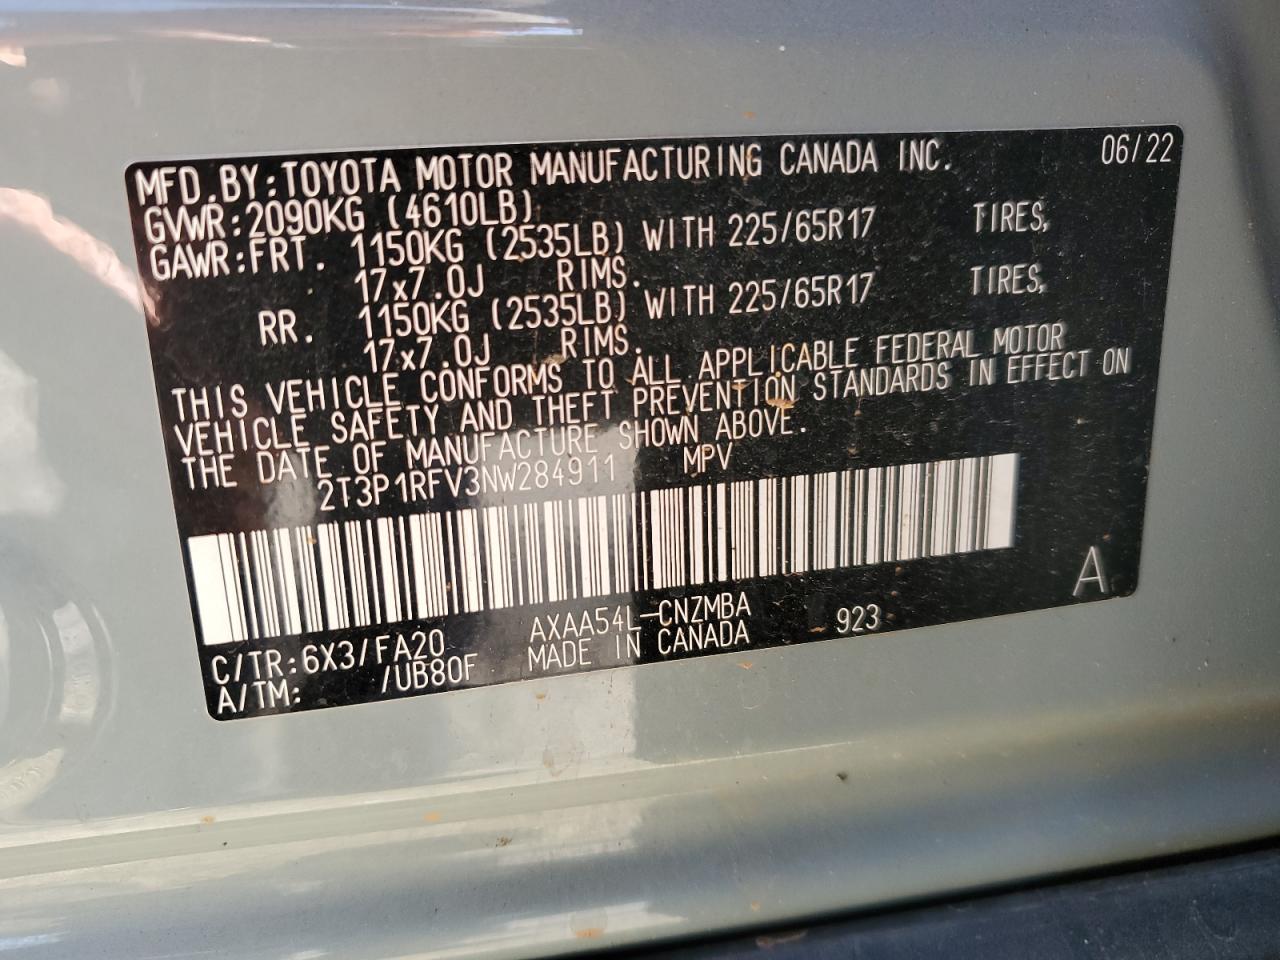 MFD.BY:TOYOTA MOTOR MANUFACTURING CANADA INC. 06/22
GVWR:2090KG (4610LB)
GAWR:FRT. 1150KG (2535LB) WITH 225/65R17 TIRES,
17x7.0J RIMS.
RR. 1150KG (2535LB) WITH 225/65R17 TIRES,
17x7.0J RIMS.
THIS VEHICLE CONFORMS TO ALL APPLICABLE FEDERAL MOTOR
VEHICLE SAFETY AND THEFT PREVENTION STANDARDS IN EFFECT ON
THE DATE OF MANUFACTURE SHOWN ABOVE.
2T3P1RFV3NW284911 MPV
A
C/TR:6X3/FA20 AXAA54L-CNZMBA 923
A/TM: /UB80F MADE IN CANADA